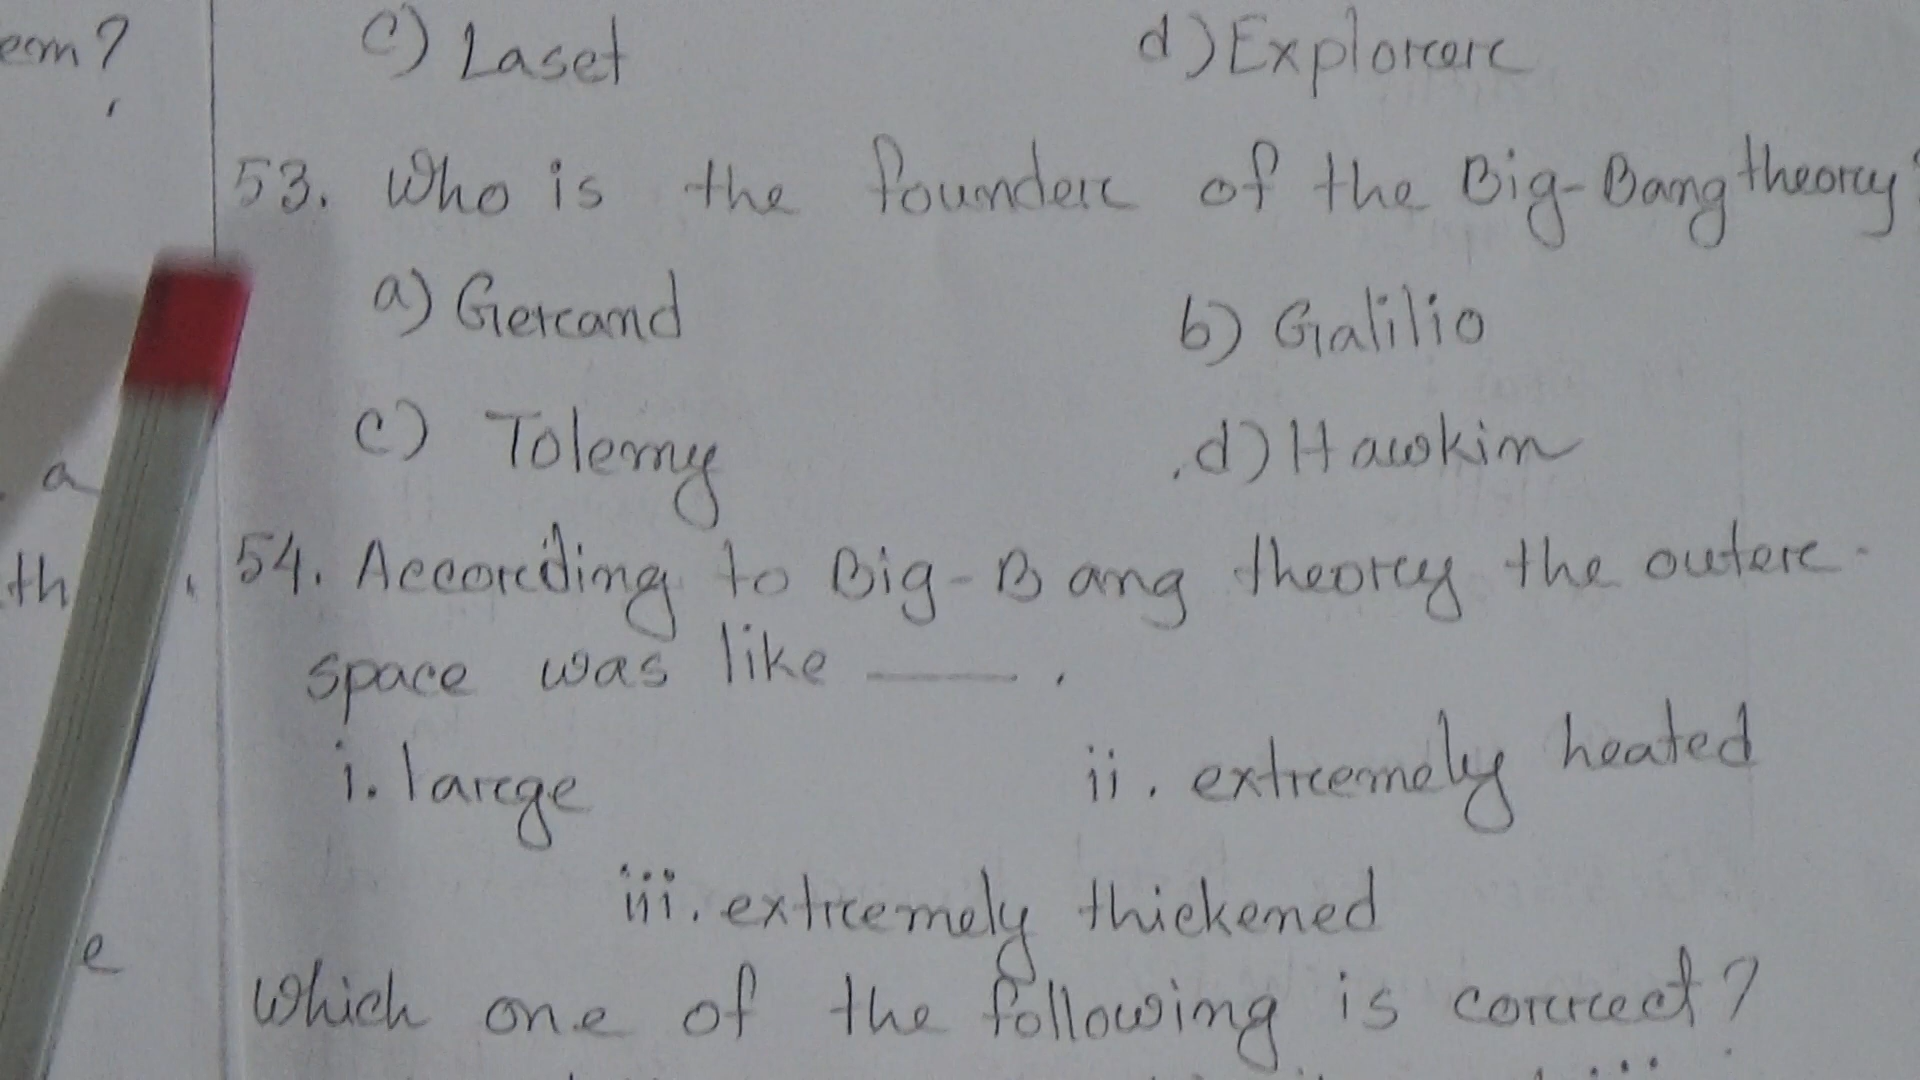 em?
c) Laset d) Explorer
53. Who is the founder of the Big-Bang theory?
a) Gerand b) Galilio
c) Tolemy d) Hawkin
a
th 54. According to Big-Bang theory the outer
space was like ____ .
i. large ii. extremely heated
iii. extremely thickened
e
Which one of the following is correct?